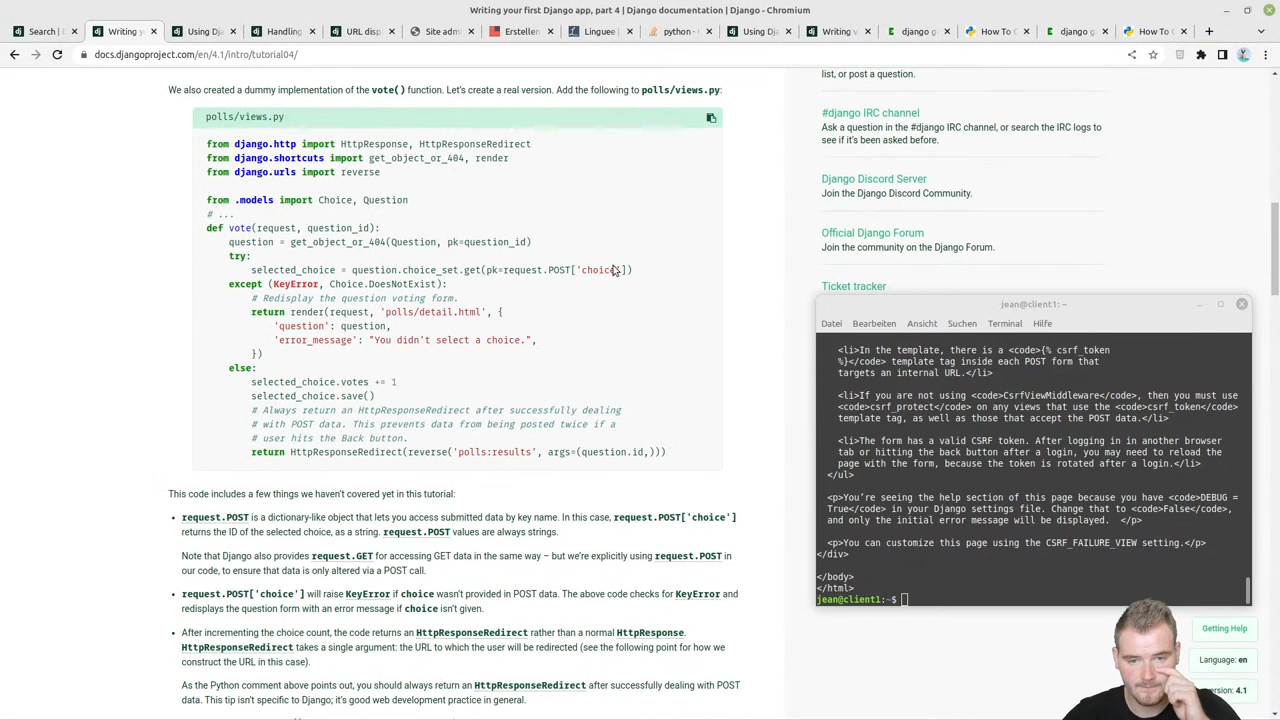 Writing your first Django app, part 4 | Django documentation | Django - Chromium
Search | Writing yo Using Dja Handling URL disp Site adm Erstellen Linguee python - Using Dja Writing v django g How To C django g How To C
docs.djangoproject.com/en/4.1/intro/tutorial04/
We also created a dummy implementation of the vote() function. Let's create a real version. Add the following to polls/views.py:
polls/views.py
from django.http import HttpResponse, HttpResponseRedirect
from django.shortcuts import get_object_or_404, render
from django.urls import reverse
from .models import Choice, Question
# ...
def vote(request, question_id):
question = get_object_or_404(Question, pk=question_id)
try:
selected_choice = question.choice_set.get(pk=request.POST['choice'])
except (KeyError, Choice.DoesNotExist):
# Redisplay the question voting form.
return render(request, 'polls/detail.html', {
'question': question,
'error_message': "You didn't select a choice.",
})
else:
selected_choice.votes += 1
selected_choice.save()
# Always return an HttpResponseRedirect after successfully dealing
# with POST data. This prevents data from being posted twice if a
# user hits the Back button.
return HttpResponseRedirect(reverse('polls:results', args=(question.id,)))
This code includes a few things we haven't covered yet in this tutorial:
• request.POST is a dictionary-like object that lets you access submitted data by key name. In this case, request.POST['choice']
returns the ID of the selected choice, as a string. request.POST values are always strings.
Note that Django also provides request.GET for accessing GET data in the same way – but we're explicitly using request.POST in
our code, to ensure that data is only altered via a POST call.
• request.POST['choice'] will raise KeyError if choice wasn't provided in POST data. The above code checks for KeyError and
redisplays the question form with an error message if choice isn't given.
• After incrementing the choice count, the code returns an HttpResponseRedirect rather than a normal HttpResponse.
HttpResponseRedirect takes a single argument: the URL to which the user will be redirected (see the following point for how we
construct the URL in this case).
As the Python comment above points out, you should always return an HttpResponseRedirect after successfully dealing with POST
data. This tip isn't specific to Django; it's good web development practice in general.
list, or post a question.
#django IRC channel
Ask a question in the #django IRC channel, or search the IRC logs to
see if it's been asked before.
Django Discord Server
Join the Django Discord Community.
Official Django Forum
Join the community on the Django Forum.
Ticket tracker
jean@client1: ~
Datei Bearbeiten Ansicht Suchen Terminal Hilfe
<li>In the template, there is a <code>{% csrf_token
%}</code> template tag inside each POST form that
targets an internal URL.</li>
<li>If you are not using <code>CsrfViewMiddleware</code>, then you must use
<code>csrf_protect</code> on any views that use the <code>csrf_token</code>
template tag, as well as those that accept the POST data.</li>
<li>The form has a valid CSRF token. After logging in in another browser
tab or hitting the back button after a login, you may need to reload the
page with the form, because the token is rotated after a login.</li>
</ul>
<p>You're seeing the help section of this page because you have <code>DEBUG =
True</code> in your Django settings file. Change that to <code>False</code>,
and only the initial error message will be displayed. </p>
<p>You can customize this page using the CSRF_FAILURE_VIEW setting.</p>
</div>
</body>
</html>
jean@client1:~$
Getting Help
Language: en
ersion: 4.1